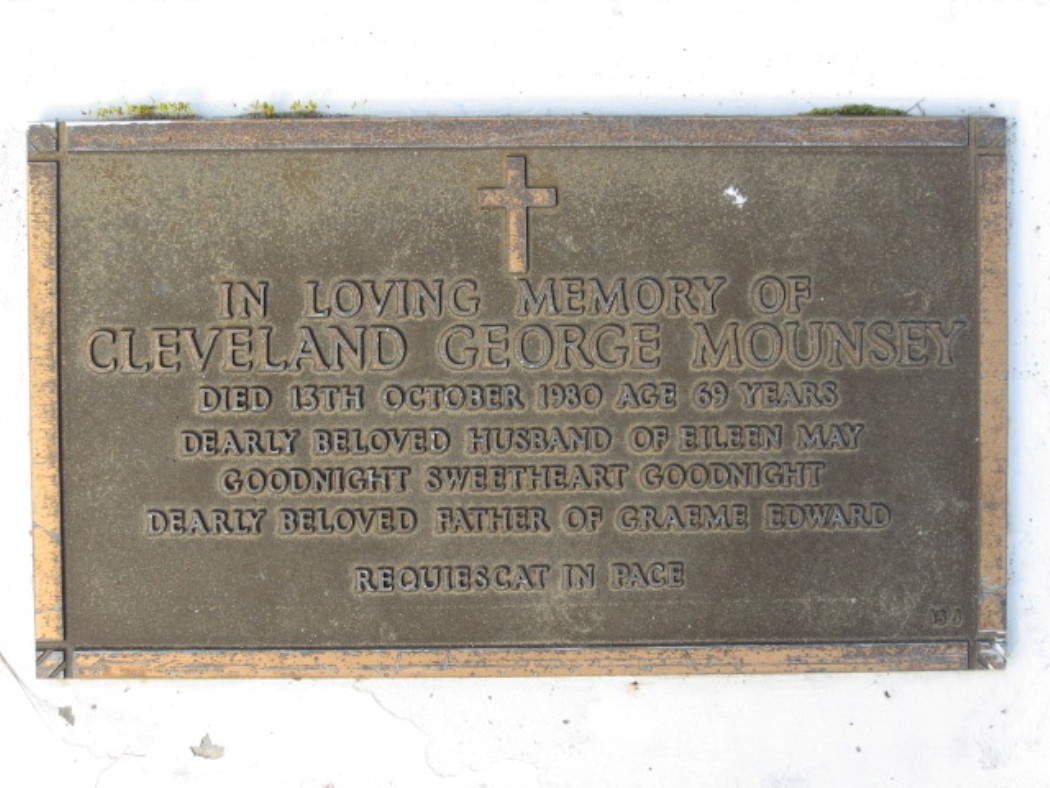 IN LOVING MEMORY OF
CLEVELAND GEORGE MOUNSEY
DIED 13TH OCTOBER 1980 AGE 69 YEARS
DEARLY BELOVED HUSBAND OF EILEEN MAY
GOODNIGHT SWEETHEART GOODNIGHT
DEARLY BELOVED FATHER OF GRAEME EDWARD
REQUIESCAT IN PACE